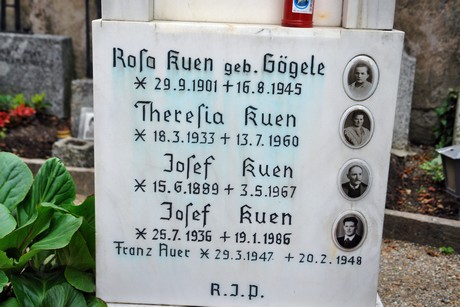 Rosa Kuen geb. Gögele
* 29.9.1901 + 16.8.1945
Theresia Kuen
* 18.3.1933 + 13.7.1960
Josef Kuen
* 15.6.1889 + 3.5.1967
Josef Kuen
* 25.7.1936 + 19.1.1986
Franz Auer * 29.3.1947 + 20.2.1948
R.I.P.